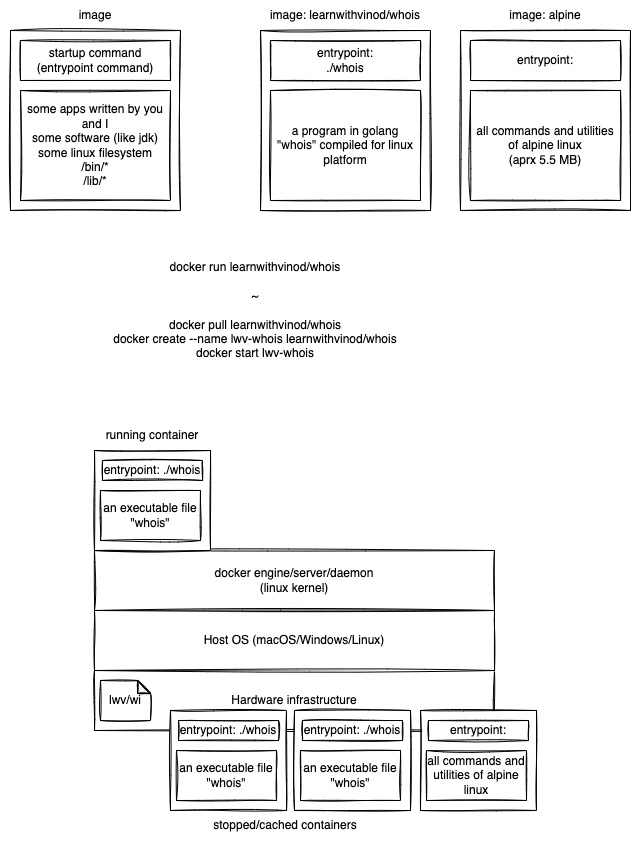 image
startup command
(entrypoint command)
some apps written by you
and I
some software (like jdk)
some linux filesystem
/bin/*
/lib/*
image: learnwithvinod/whois
entrypoint:
./whois
a program in golang
"whois" compiled for linux
platform
image: alpine
entrypoint:
all commands and utilities
of alpine linux
(aprx 5.5 MB)
docker run learnwithvinod/whois
~
docker pull learnwithvinod/whois
docker create --name lwv-whois learnwithvinod/whois
docker start lwv-whois
running container
entrypoint: ./whois
an executable file
"whois"
docker engine/server/daemon
(linux kernel)
Host OS (macOS/Windows/Linux)
lwv/wi
Hardware infrastructure
entrypoint: ./whois
an executable file
"whois"
entrypoint: ./whois
an executable file
"whois"
entrypoint:
all commands and
utilities of alpine
linux
stopped/cached containers